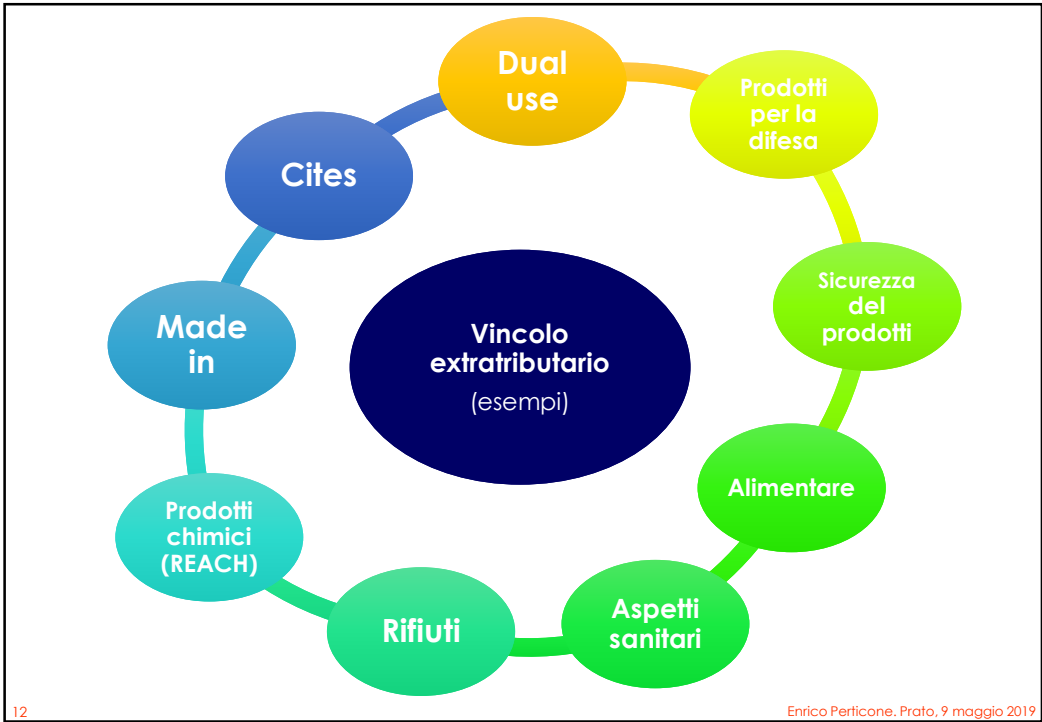 Dual
use
Prodotti
per la
difesa
Sicurezza
del
prodotti
Alimentare
Aspetti
sanitari
Rifiuti
Prodotti
chimici
(REACH)
Made
in
Cites
Vincolo
extratributario
(esempi)
12
Enrico Perticone. Prato, 9 maggio 2019